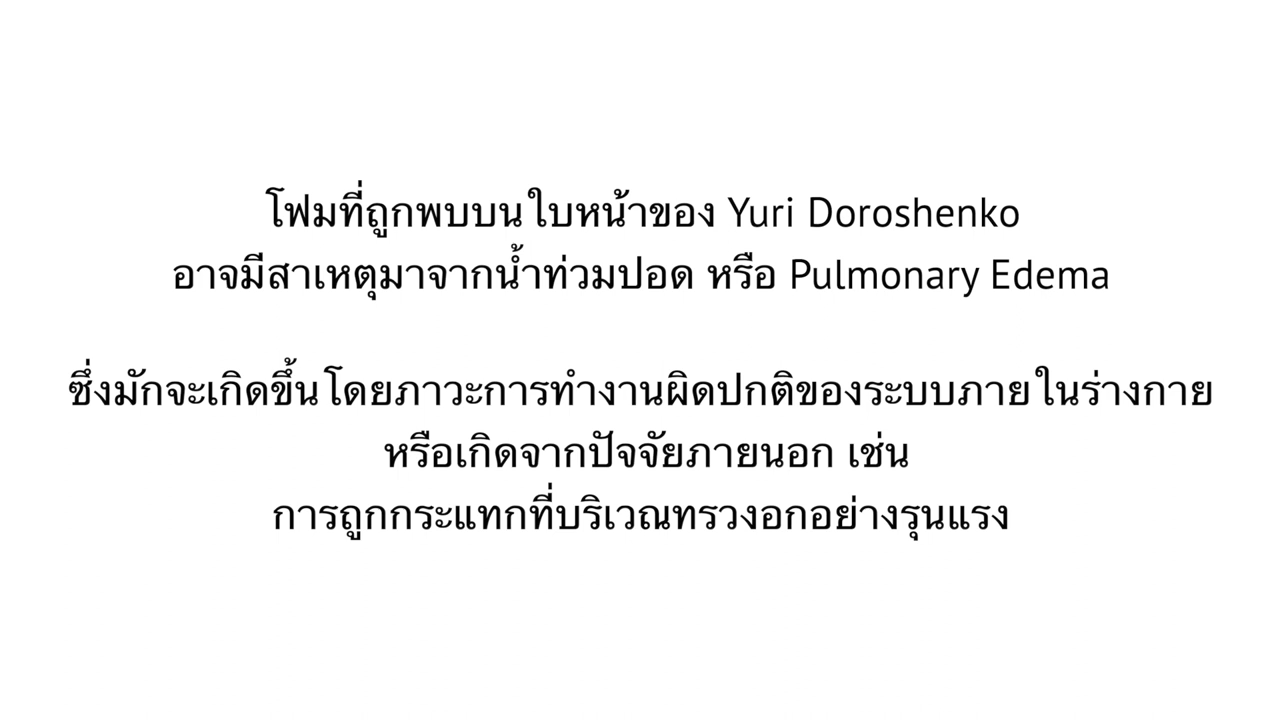 โฟมที่ถูกพบบนใบหน้าของ Yuri Doroshenko
อาจมีสาเหตุมาจากน้ำท่วมปอด หรือ Pulmonary Edema
ซึ่งมักจะเกิดขึ้นโดยภาวะการทำงานผิดปกติของระบบภายในร่างกาย
หรือเกิดจากปัจจัยภายนอก เช่น
การถูกกระแทกที่บริเวณทรวงอกอย่างรุนแรง